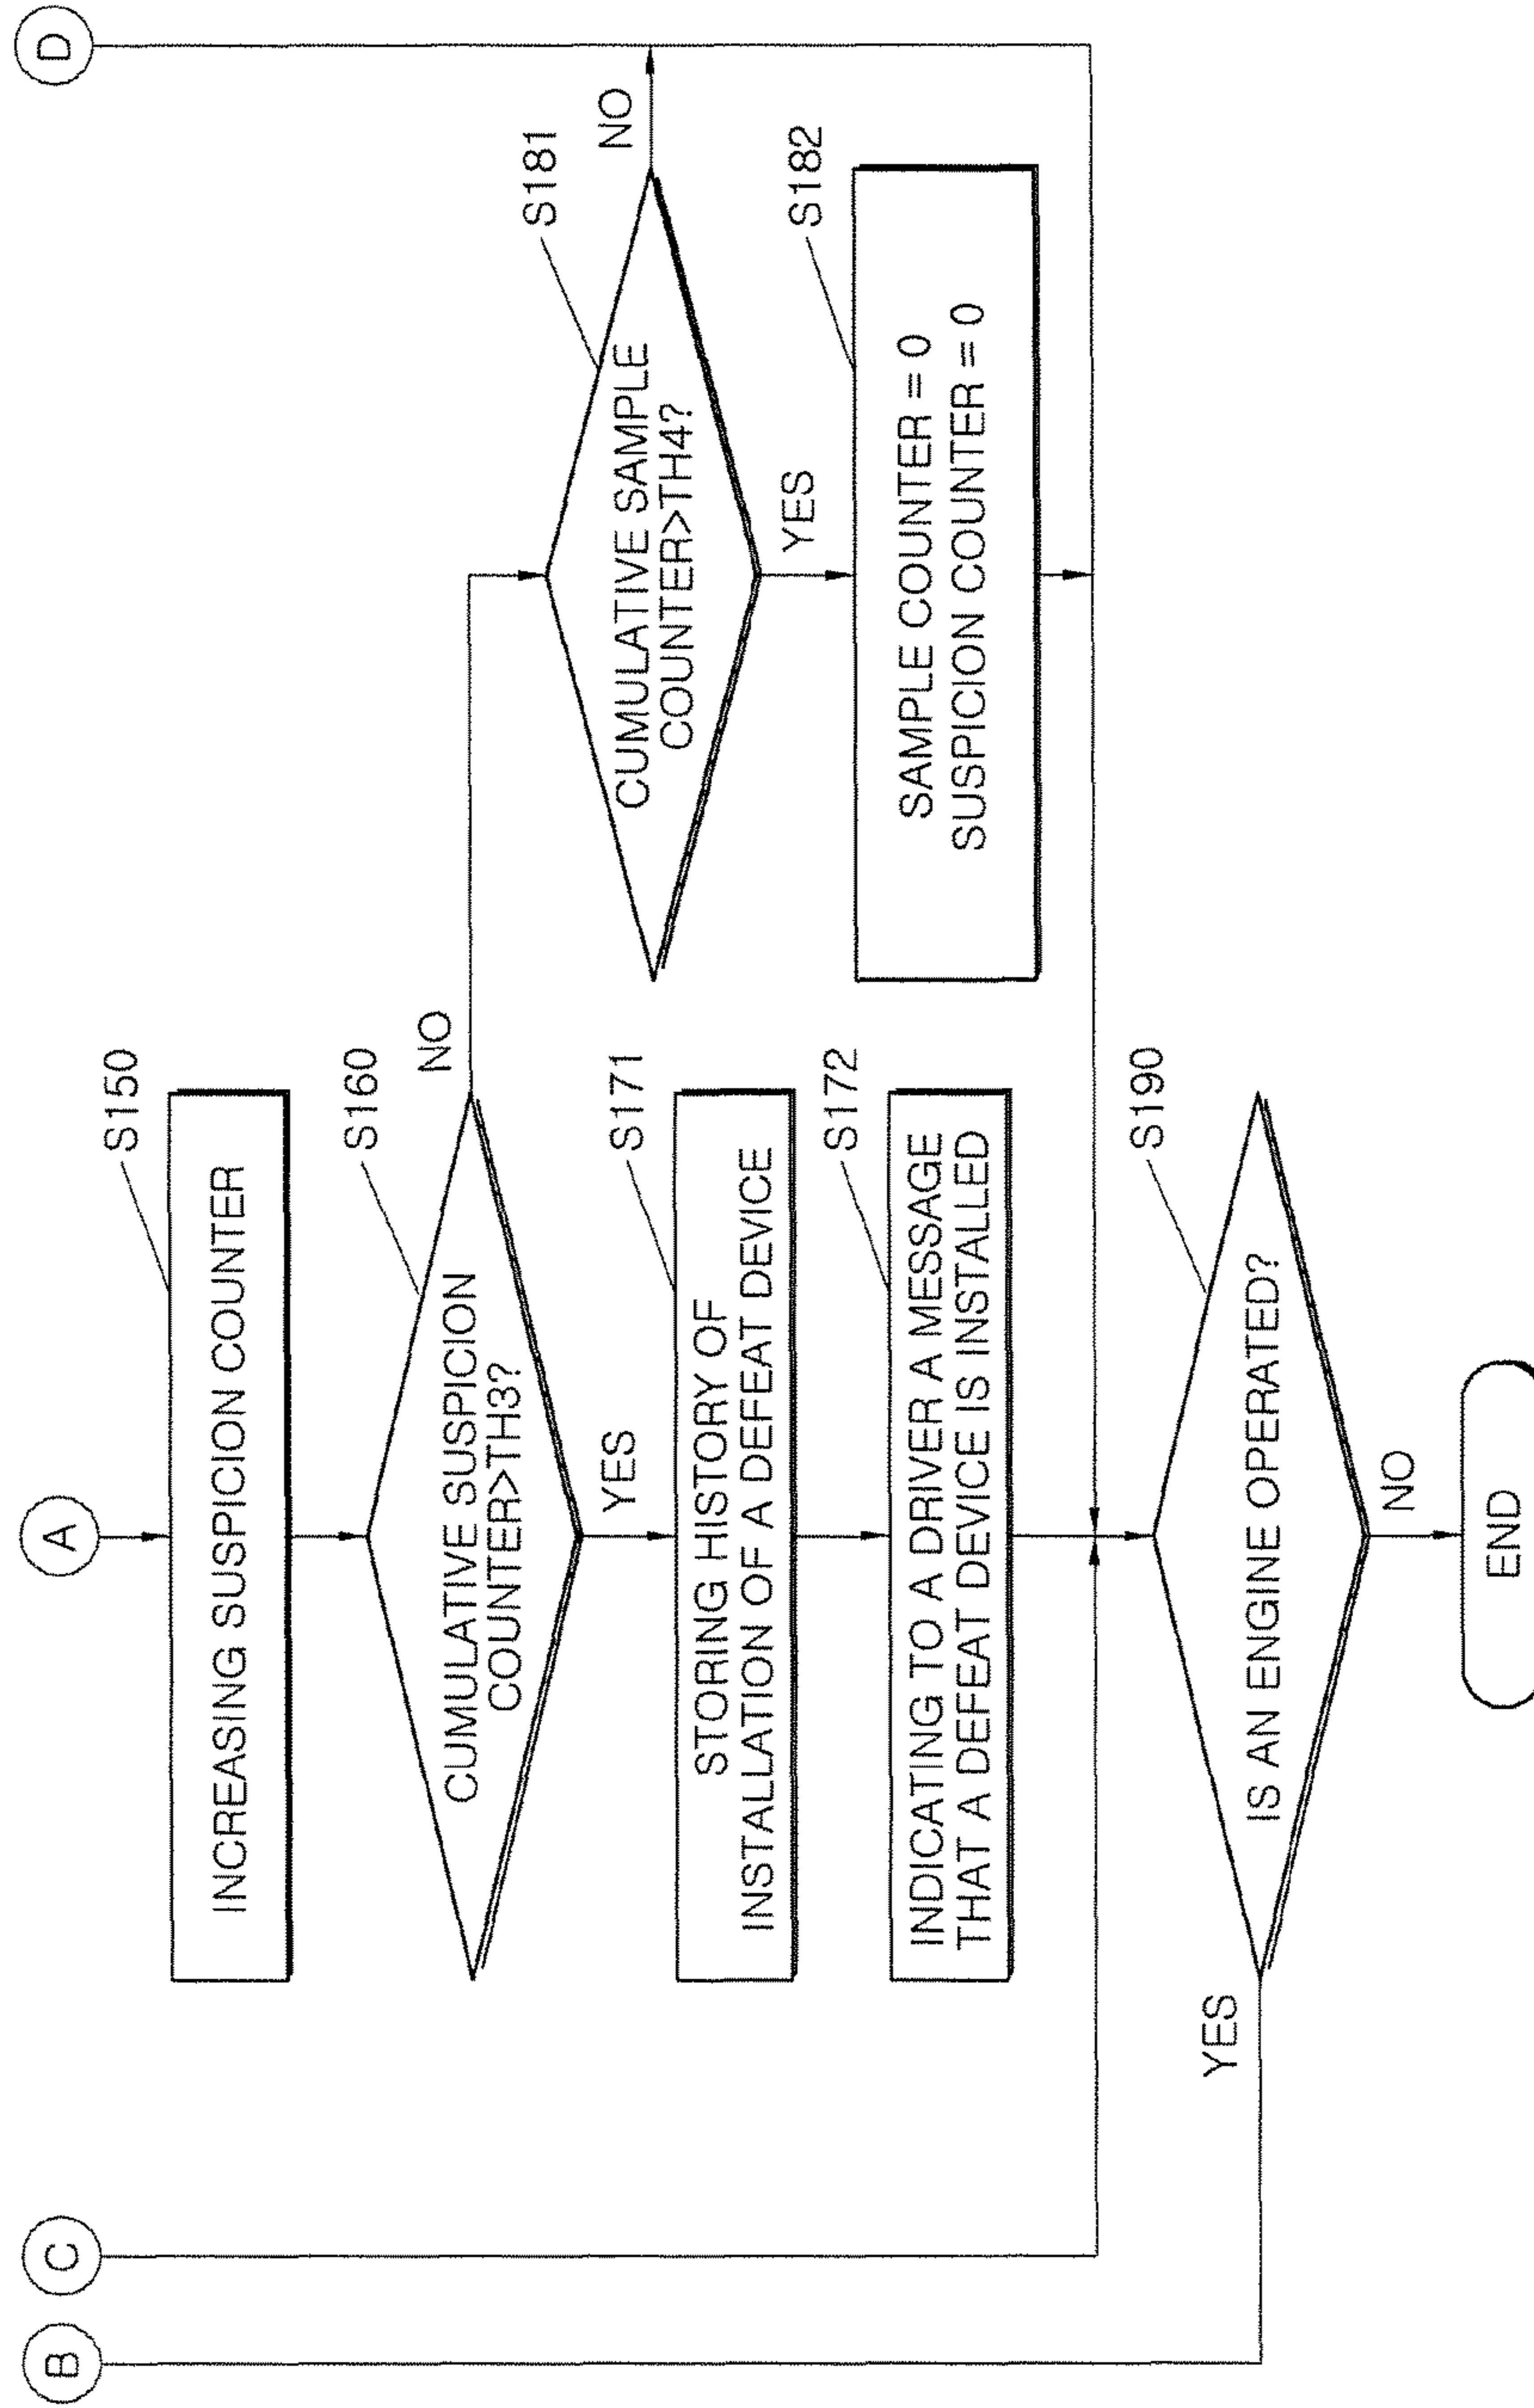 B
C
A
D
S150
INCREASING SUSPICION COUNTER
S160
CUMULATIVE SUSPICION
COUNTER>TH3?
NO
YES
S181
CUMULATIVE SAMPLE
COUNTER>TH4?
NO
YES
S171
STORING HISTORY OF
INSTALLATION OF A DEFEAT DEVICE
S182
SAMPLE COUNTER = 0
SUSPICION COUNTER = 0
S172
INDICATING TO A DRIVER A MESSAGE
THAT A DEFEAT DEVICE IS INSTALLED
S190
IS AN ENGINE OPERATED?
YES
NO
END